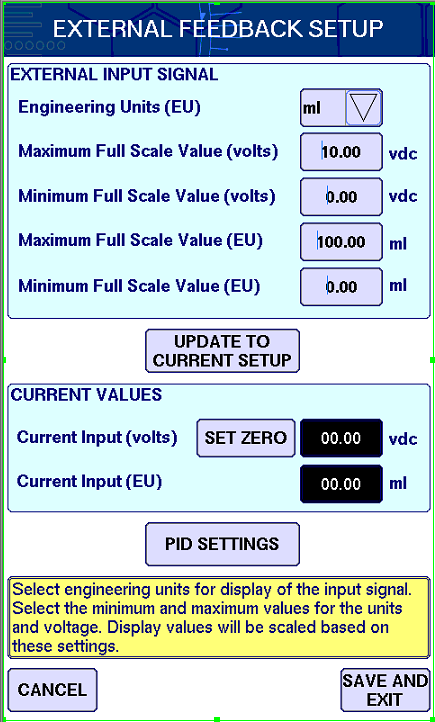 EXTERNAL FEEDBACK SETUP
EXTERNAL INPUT SIGNAL
Engineering Units (EU) ml
Maximum Full Scale Value (volts) 10.00 vdc
Minimum Full Scale Value (volts) 0.00 vdc
Maximum Full Scale Value (EU) 100.00 ml
Minimum Full Scale Value (EU) 0.00 ml
UPDATE TO
CURRENT SETUP
CURRENT VALUES
Current Input (volts) SET ZERO 00.00 vdc
Current Input (EU) 00.00 ml
PID SETTINGS
Select engineering units for display of the input signal.
Select the minimum and maximum values for the units
and voltage. Display values will be scaled based on
these settings.
CANCEL
SAVE AND
EXIT